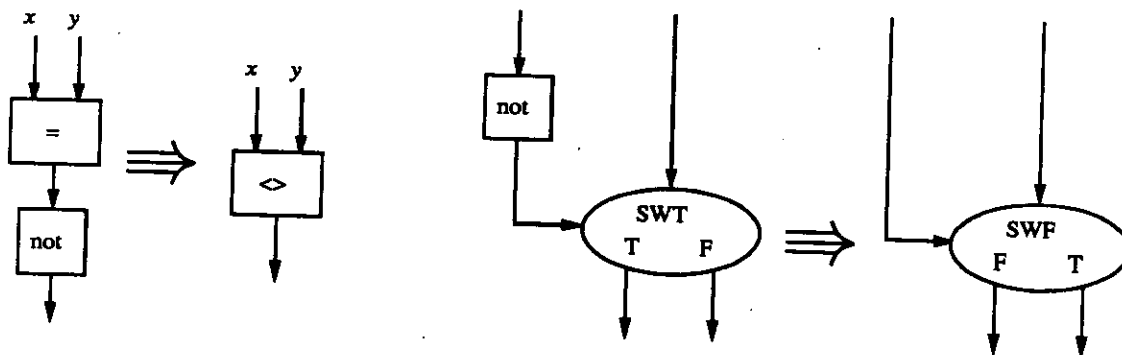 x y
=
not
x y
<>
not
SWT
T F
SWF
F T